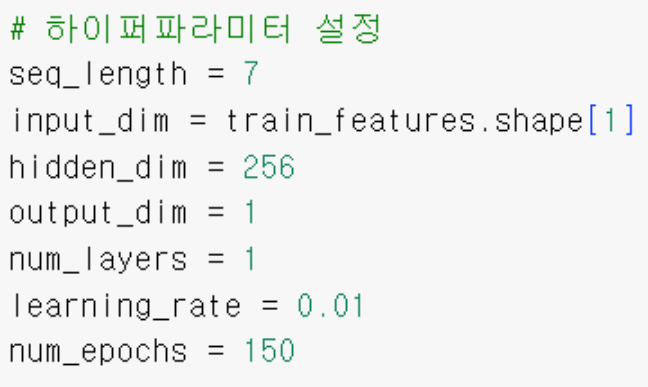 # 하이퍼파라미터 설정
seq_length = 7
input_dim = train_features.shape[1]
hidden_dim = 256
output_dim = 1
num_layers = 1
learning_rate = 0.01
num_epochs = 150